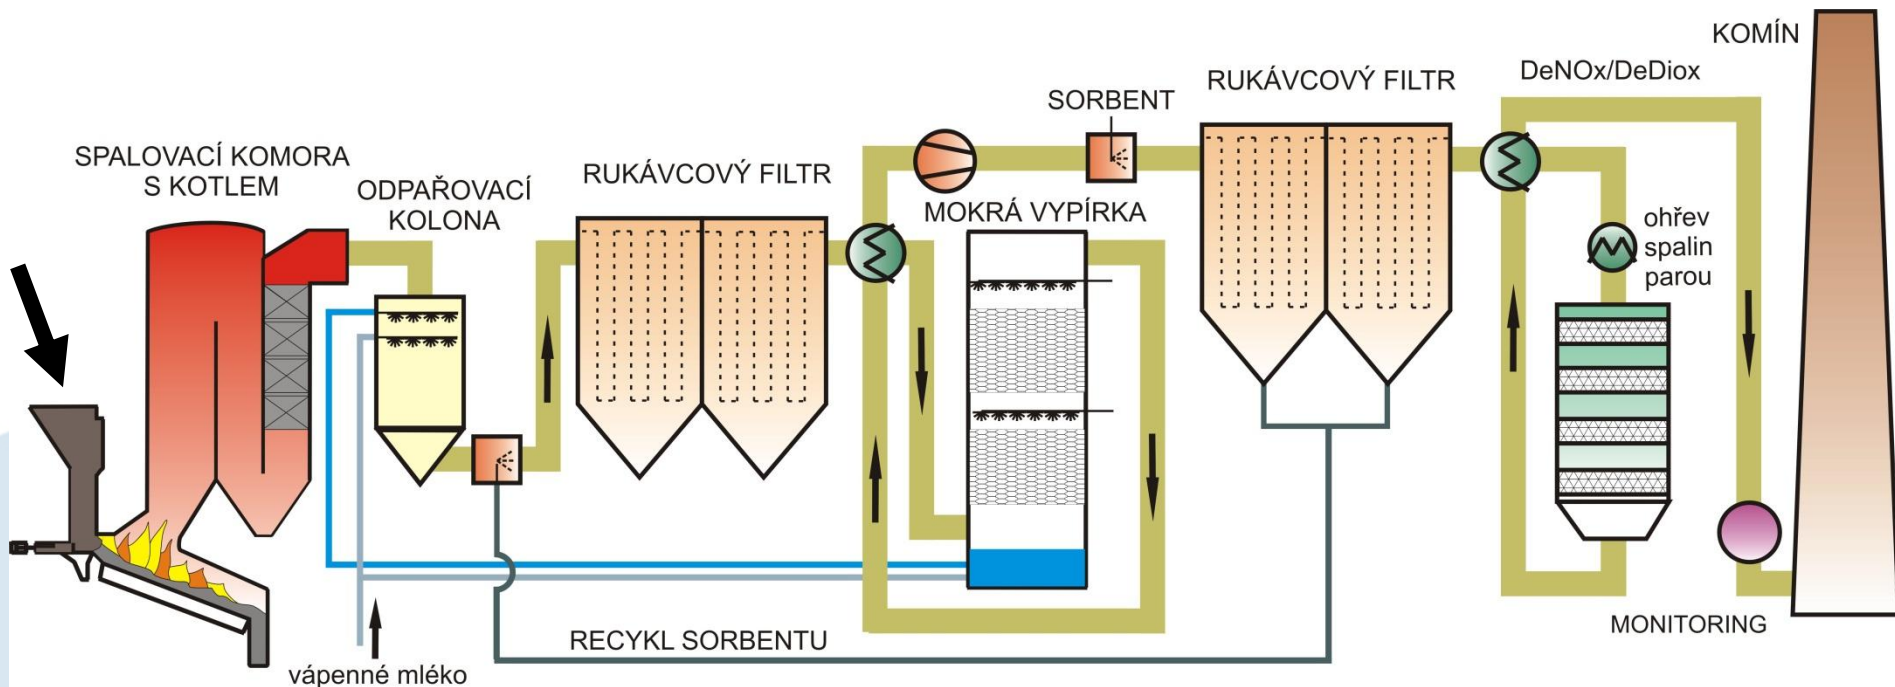 SPALOVACÍ KOMORA
S KOTLEM
ODPAŘOVACÍ
KOLONA
RUKÁVCOVÝ FILTR
MOKRÁ VYPÍRKA
SORBENT
RUKÁVCOVÝ FILTR
DeNOx/DeDiox
KOMÍN
ohřev
spalin
parou
vápenné mléko
RECYKL SORBENTU
MONITORING